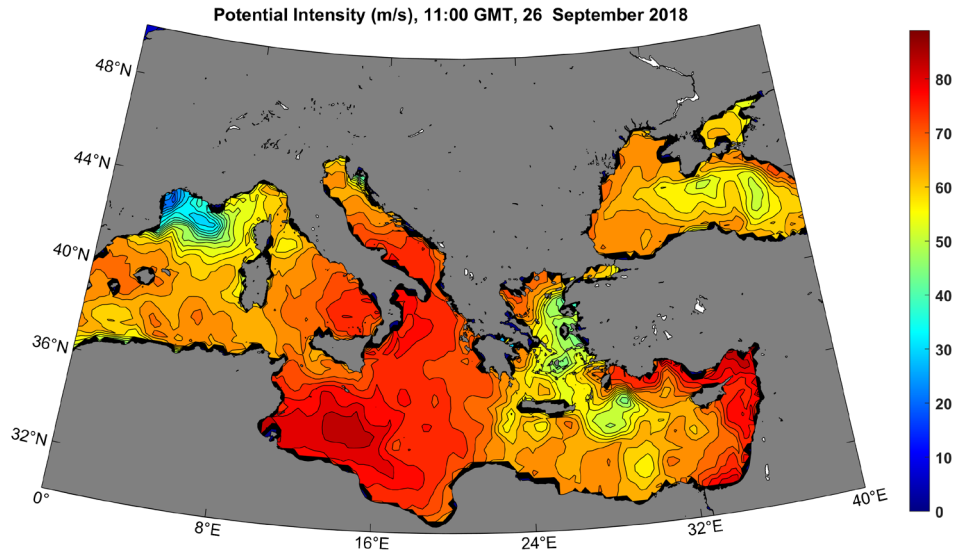 Potential Intensity (m/s), 11:00 GMT, 26 September 2018
48°N
44°N
40°N
36°N
32°N
0°
8°E
16°E
24°E
32°E
40°E
80
70
60
50
40
30
20
10
0